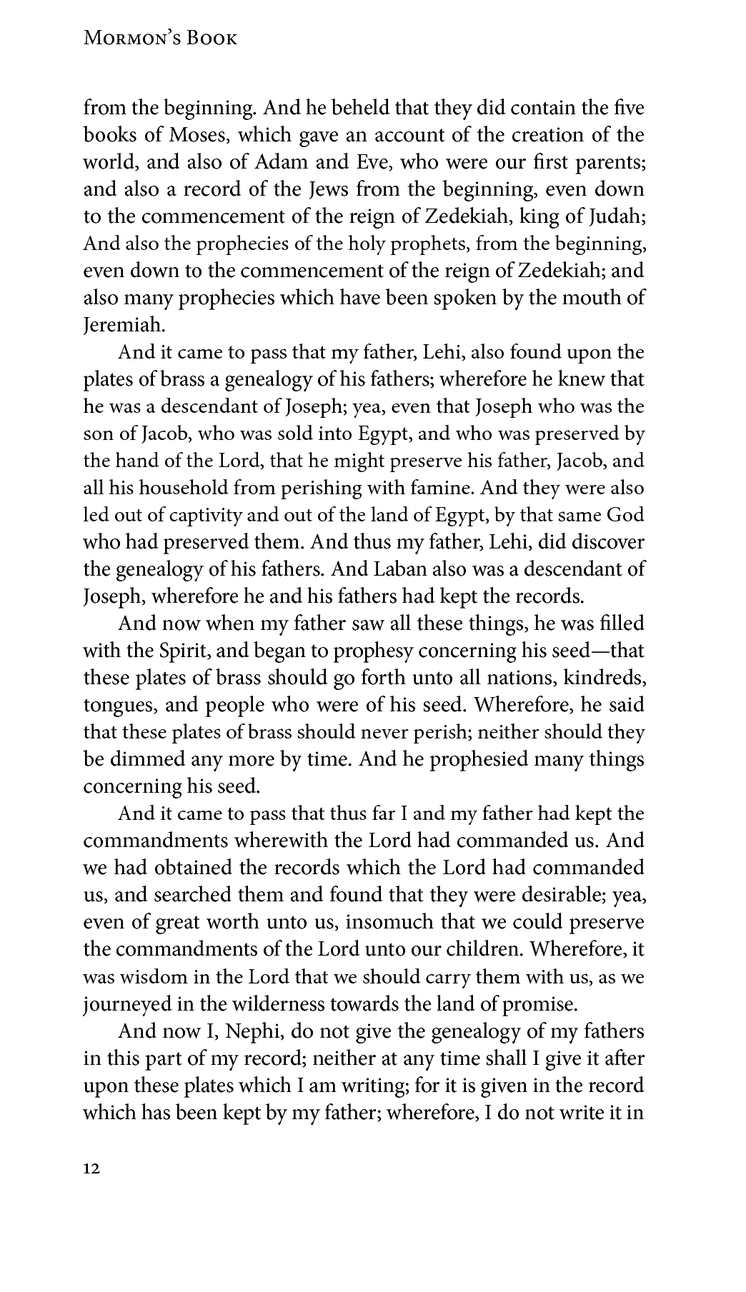 Mormon's Book
from the beginning. And he beheld that they did contain the five
books of Moses, which gave an account of the creation of the
world, and also of Adam and Eve, who were our first parents;
and also a record of the Jews from the beginning, even down
to the commencement of the reign of Zedekiah, king of Judah;
And also the prophecies of the holy prophets, from the beginning,
even down to the commencement of the reign of Zedekiah; and
also many prophecies which have been spoken by the mouth of
Jeremiah.
And it came to pass that my father, Lehi, also found upon the
plates of brass a genealogy of his fathers; wherefore he knew that
he was a descendant of Joseph; yea, even that Joseph who was the
son of Jacob, who was sold into Egypt, and who was preserved by
the hand of the Lord, that he might preserve his father, Jacob, and
all his household from perishing with famine. And they were also
led out of captivity and out of the land of Egypt, by that same God
who had preserved them. And thus my father, Lehi, did discover
the genealogy of his fathers. And Laban also was a descendant of
Joseph, wherefore he and his fathers had kept the records.
And now when my father saw all these things, he was filled
with the Spirit, and began to prophesy concerning his seed—that
these plates of brass should go forth unto all nations, kindreds,
tongues, and people who were of his seed. Wherefore, he said
that these plates of brass should never perish; neither should they
be dimmed any more by time. And he prophesied many things
concerning his seed.
And it came to pass that thus far I and my father had kept the
commandments wherewith the Lord had commanded us. And
we had obtained the records which the Lord had commanded
us, and searched them and found that they were desirable; yea,
even of great worth unto us, insomuch that we could preserve
the commandments of the Lord unto our children. Wherefore, it
was wisdom in the Lord that we should carry them with us, as we
journeyed in the wilderness towards the land of promise.
And now I, Nephi, do not give the genealogy of my fathers
in this part of my record; neither at any time shall I give it after
upon these plates which I am writing; for it is given in the record
which has been kept by my father; wherefore, I do not write it in
12